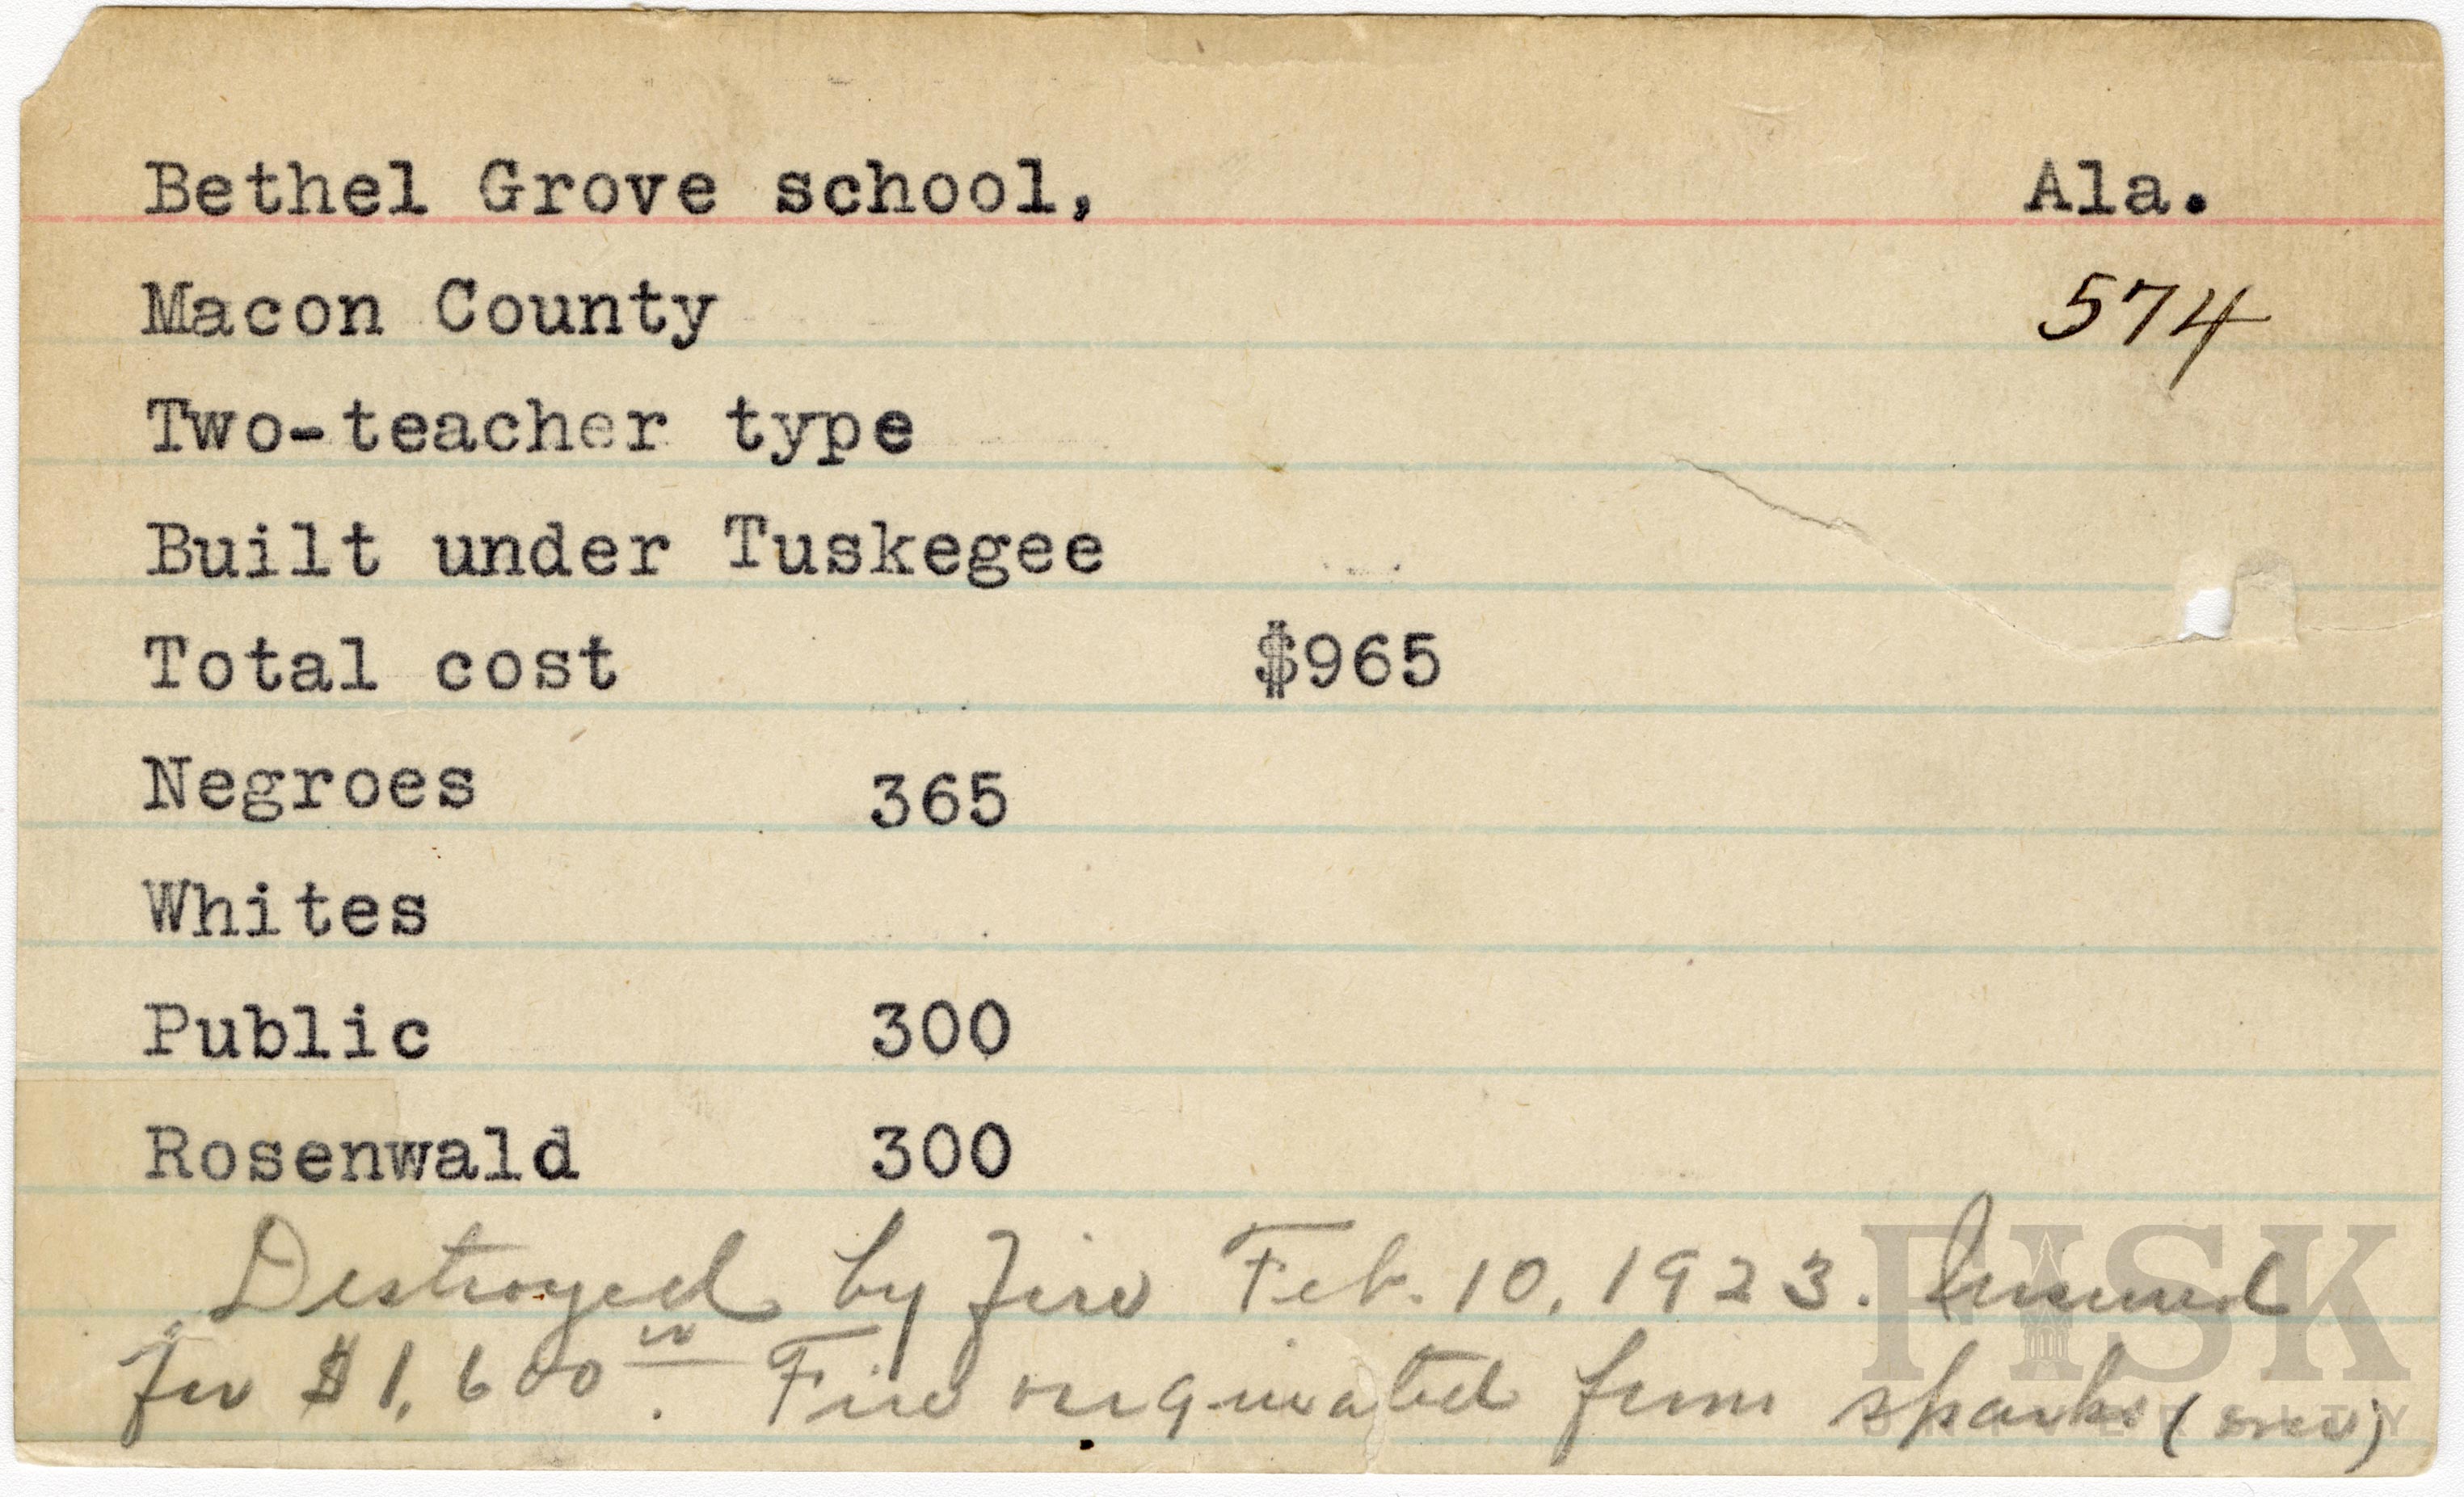 Bethel Grove school, Ala.
Macon County 574
Two-teacher type
Built under Tuskegee
Total cost $965
Negroes 365
Whites
Public 300
Rosenwald 300
Destroyed by fire Feb. 10, 1923. Insured
for $1,600 00. Fire originated from sparks (over)
FISK
UNIVERSITY